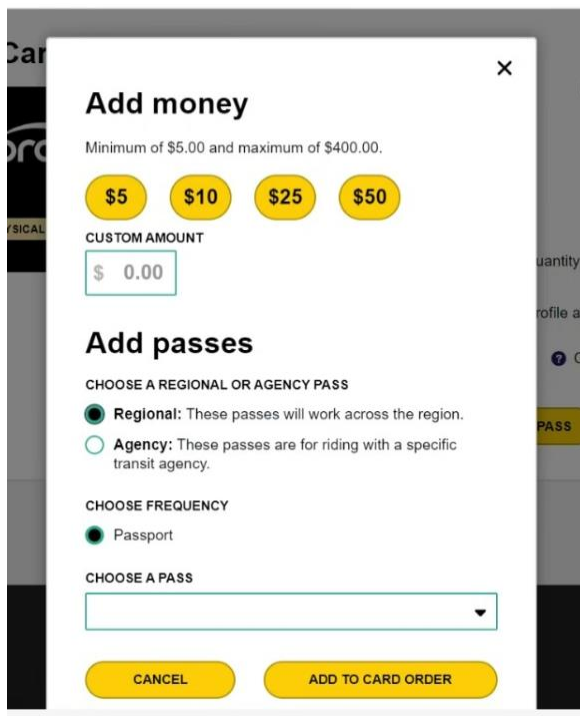 Car
Add money
Minimum of $5.00 and maximum of $400.00.
$5 $10 $25 $50
YSICAL
CUSTOM AMOUNT
$ 0.00
uantity
rofile a
Add passes
CHOOSE A REGIONAL OR AGENCY PASS
Regional: These passes will work across the region.
PASS
Agency: These passes are for riding with a specific
transit agency.
CHOOSE FREQUENCY
Passport
CHOOSE A PASS
CANCEL ADD TO CARD ORDER